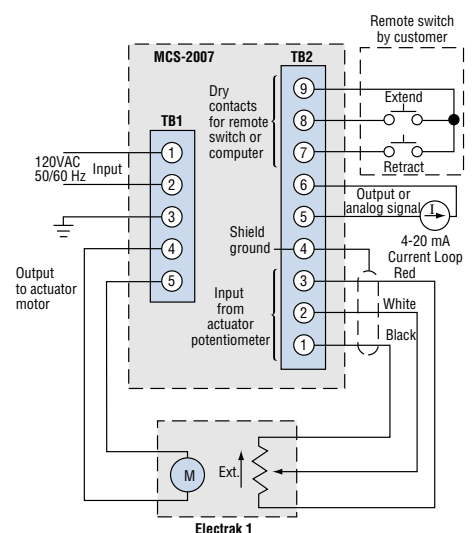 Remote switch
by customer
MCS-2007
TB2
Dry
contacts
for remote
switch or
computer
9
Extend
8
7
Retract
TB1
120VAC
50/60 Hz
Input
1
2
3
4
5
6
Output or
analog signal
5
I
4-20 mA
Current Loop
Shield
ground
4
Output
to actuator
motor
Input
from
actuator
potentiometer
3
Red
2
White
1
Black
M
Ext.
Electrak 1